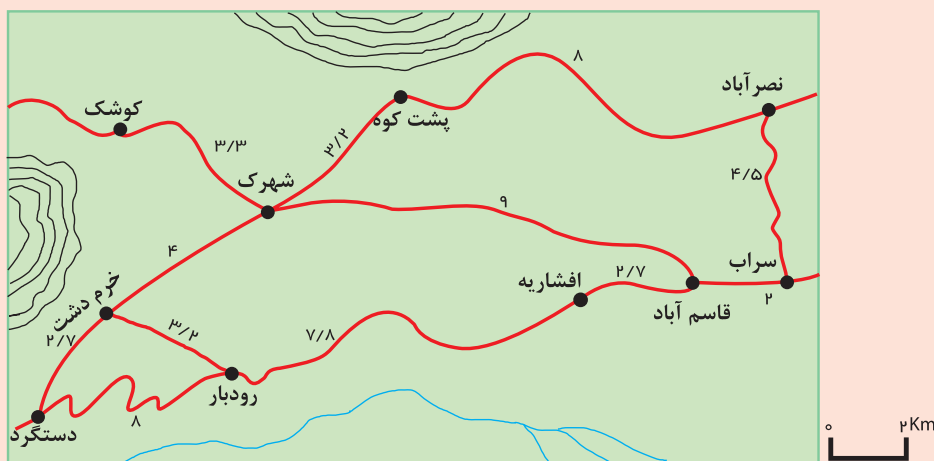 ۸
نصرآباد
کوشک
پشت کوه
۳/۳
۳/۲
۴/۵
شهرک
۹
سراب
۴
افشاریه
۲/۷
قاسم آباد
۲
خرم دشت
۳/۲
۷/۸
۲/۷
رودبار
۸
دستگرد
۰ ۲Km